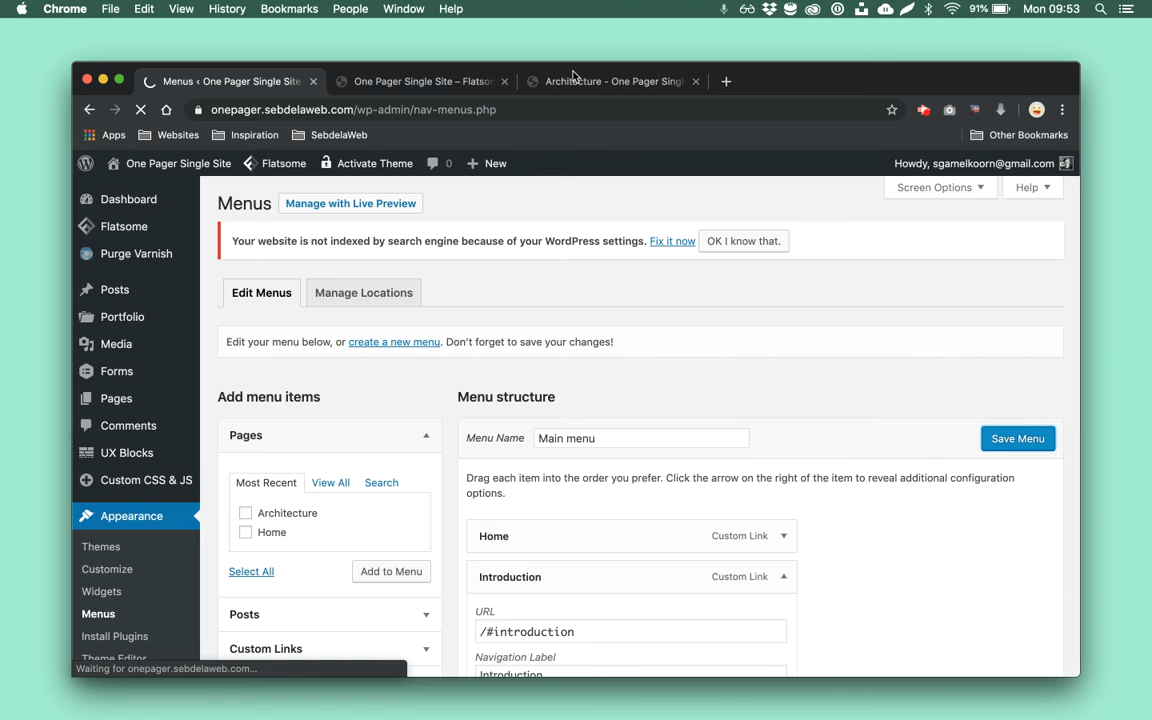 Chrome File Edit View History Bookmarks People Window Help 91% Mon 09:53
Menus ‹ One Pager Single Site One Pager Single Site – Flatsom Architecture - One Pager Singl
onepager.sebdelaweb.com/wp-admin/nav-menus.php
Apps Websites Inspiration SebdelaWeb Other Bookmarks
One Pager Single Site Flatsome Activate Theme 0 New Howdy, sgamelkoorn@gmail.com
Screen Options Help
Dashboard
Flatsome
Purge Varnish
Posts
Portfolio
Media
Forms
Pages
Comments
UX Blocks
Custom CSS & JS
Appearance
Themes
Customize
Widgets
Menus
Install Plugins
Theme Editor
Menus Manage with Live Preview
Your website is not indexed by search engine because of your WordPress settings. Fix it now OK I know that.
Edit Menus Manage Locations
Edit your menu below, or create a new menu. Don't forget to save your changes!
Add menu items
Pages
Most Recent View All Search
Architecture
Home
Select All Add to Menu
Posts
Custom Links
Menu structure
Menu Name Main menu Save Menu
Drag each item into the order you prefer. Click the arrow on the right of the item to reveal additional configuration
options.
Home Custom Link
Introduction Custom Link
URL
/#introduction
Navigation Label
Introduction
Waiting for onepager.sebdelaweb.com...